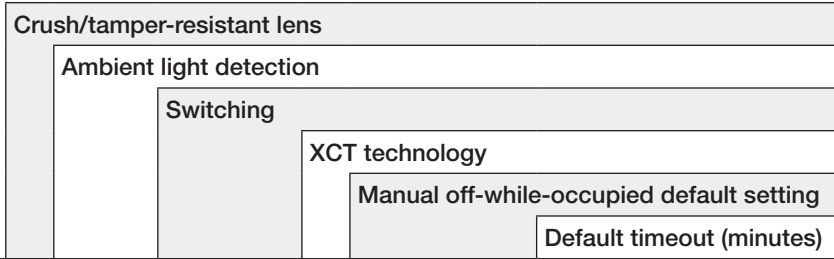 Crush/tamper-resistant lens
Ambient light detection
Switching
XCT technology
Manual off-while-occupied default setting
Default timeout (minutes)